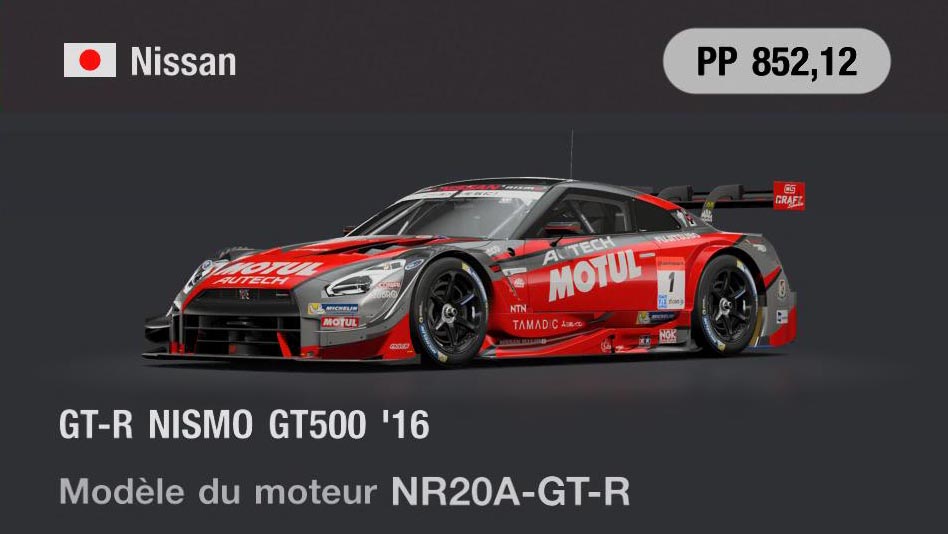 Nissan
PP 852,12
NISMO
MOTUL
AUTECH
MICHELIN
MOTUL
AUTECH
MOTUL
NTN
TAMADIC
1
MICHELIN
NGK
GT-R NISMO GT500 '16
Modèle du moteur NR20A-GT-R